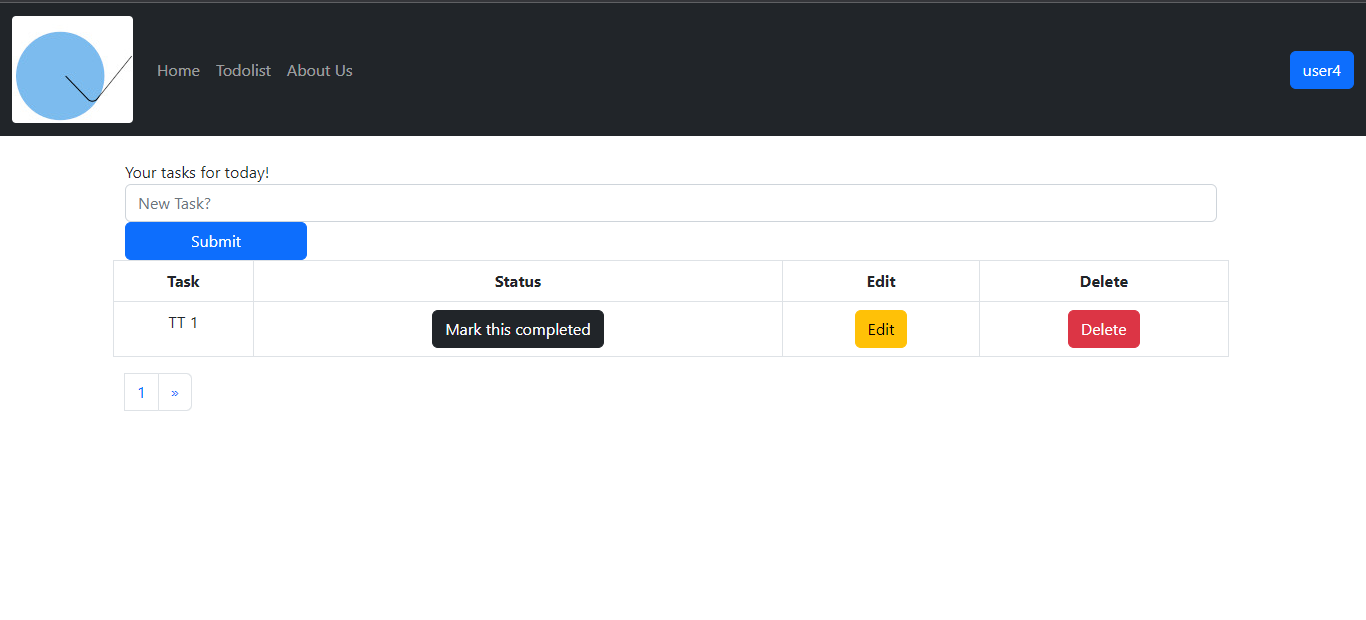 Home Todolist About Us user4
Your tasks for today!
New Task?
Submit
Task Status Edit Delete
TT 1 Mark this completed Edit Delete
1 »